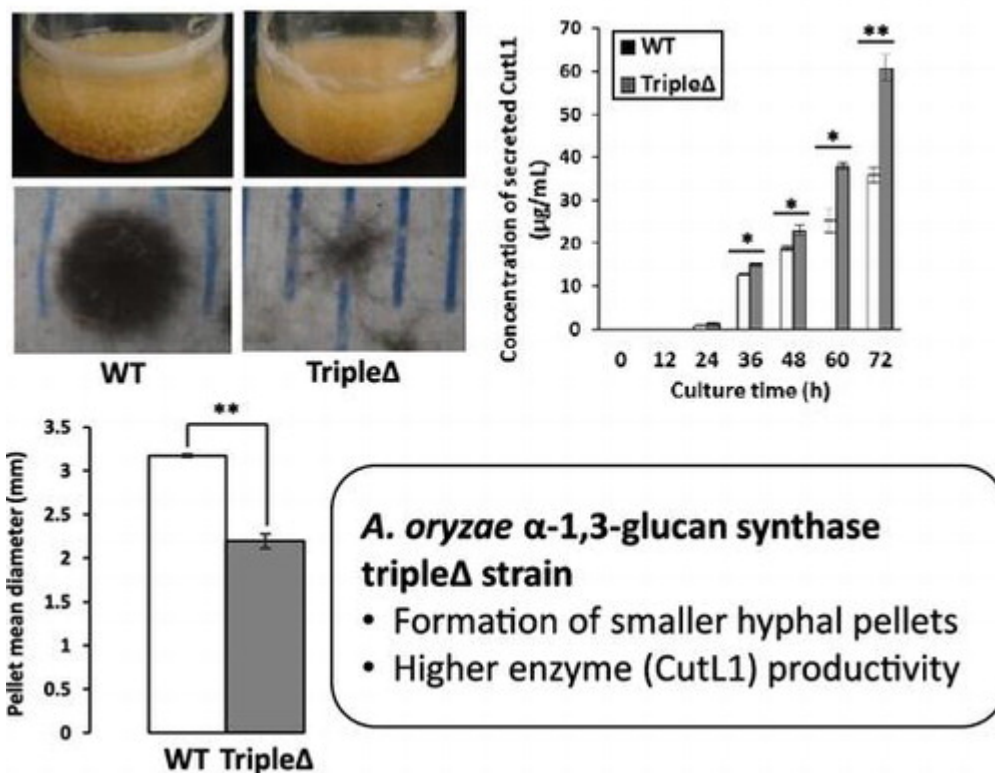 WT
TripleΔ
Concentration of secreted CutL1
(µg/mL)
70
60
50
40
30
20
10
0
WT
TripleΔ
*
*
*
**
0 12 24 36 48 60 72
Culture time (h)
Pellet mean diameter (mm)
3.5
3
2.5
2
1.5
1
0.5
0
**
WT TripleΔ
A. oryzae α-1,3-glucan synthase
tripleΔ strain
• Formation of smaller hyphal pellets
• Higher enzyme (CutL1) productivity